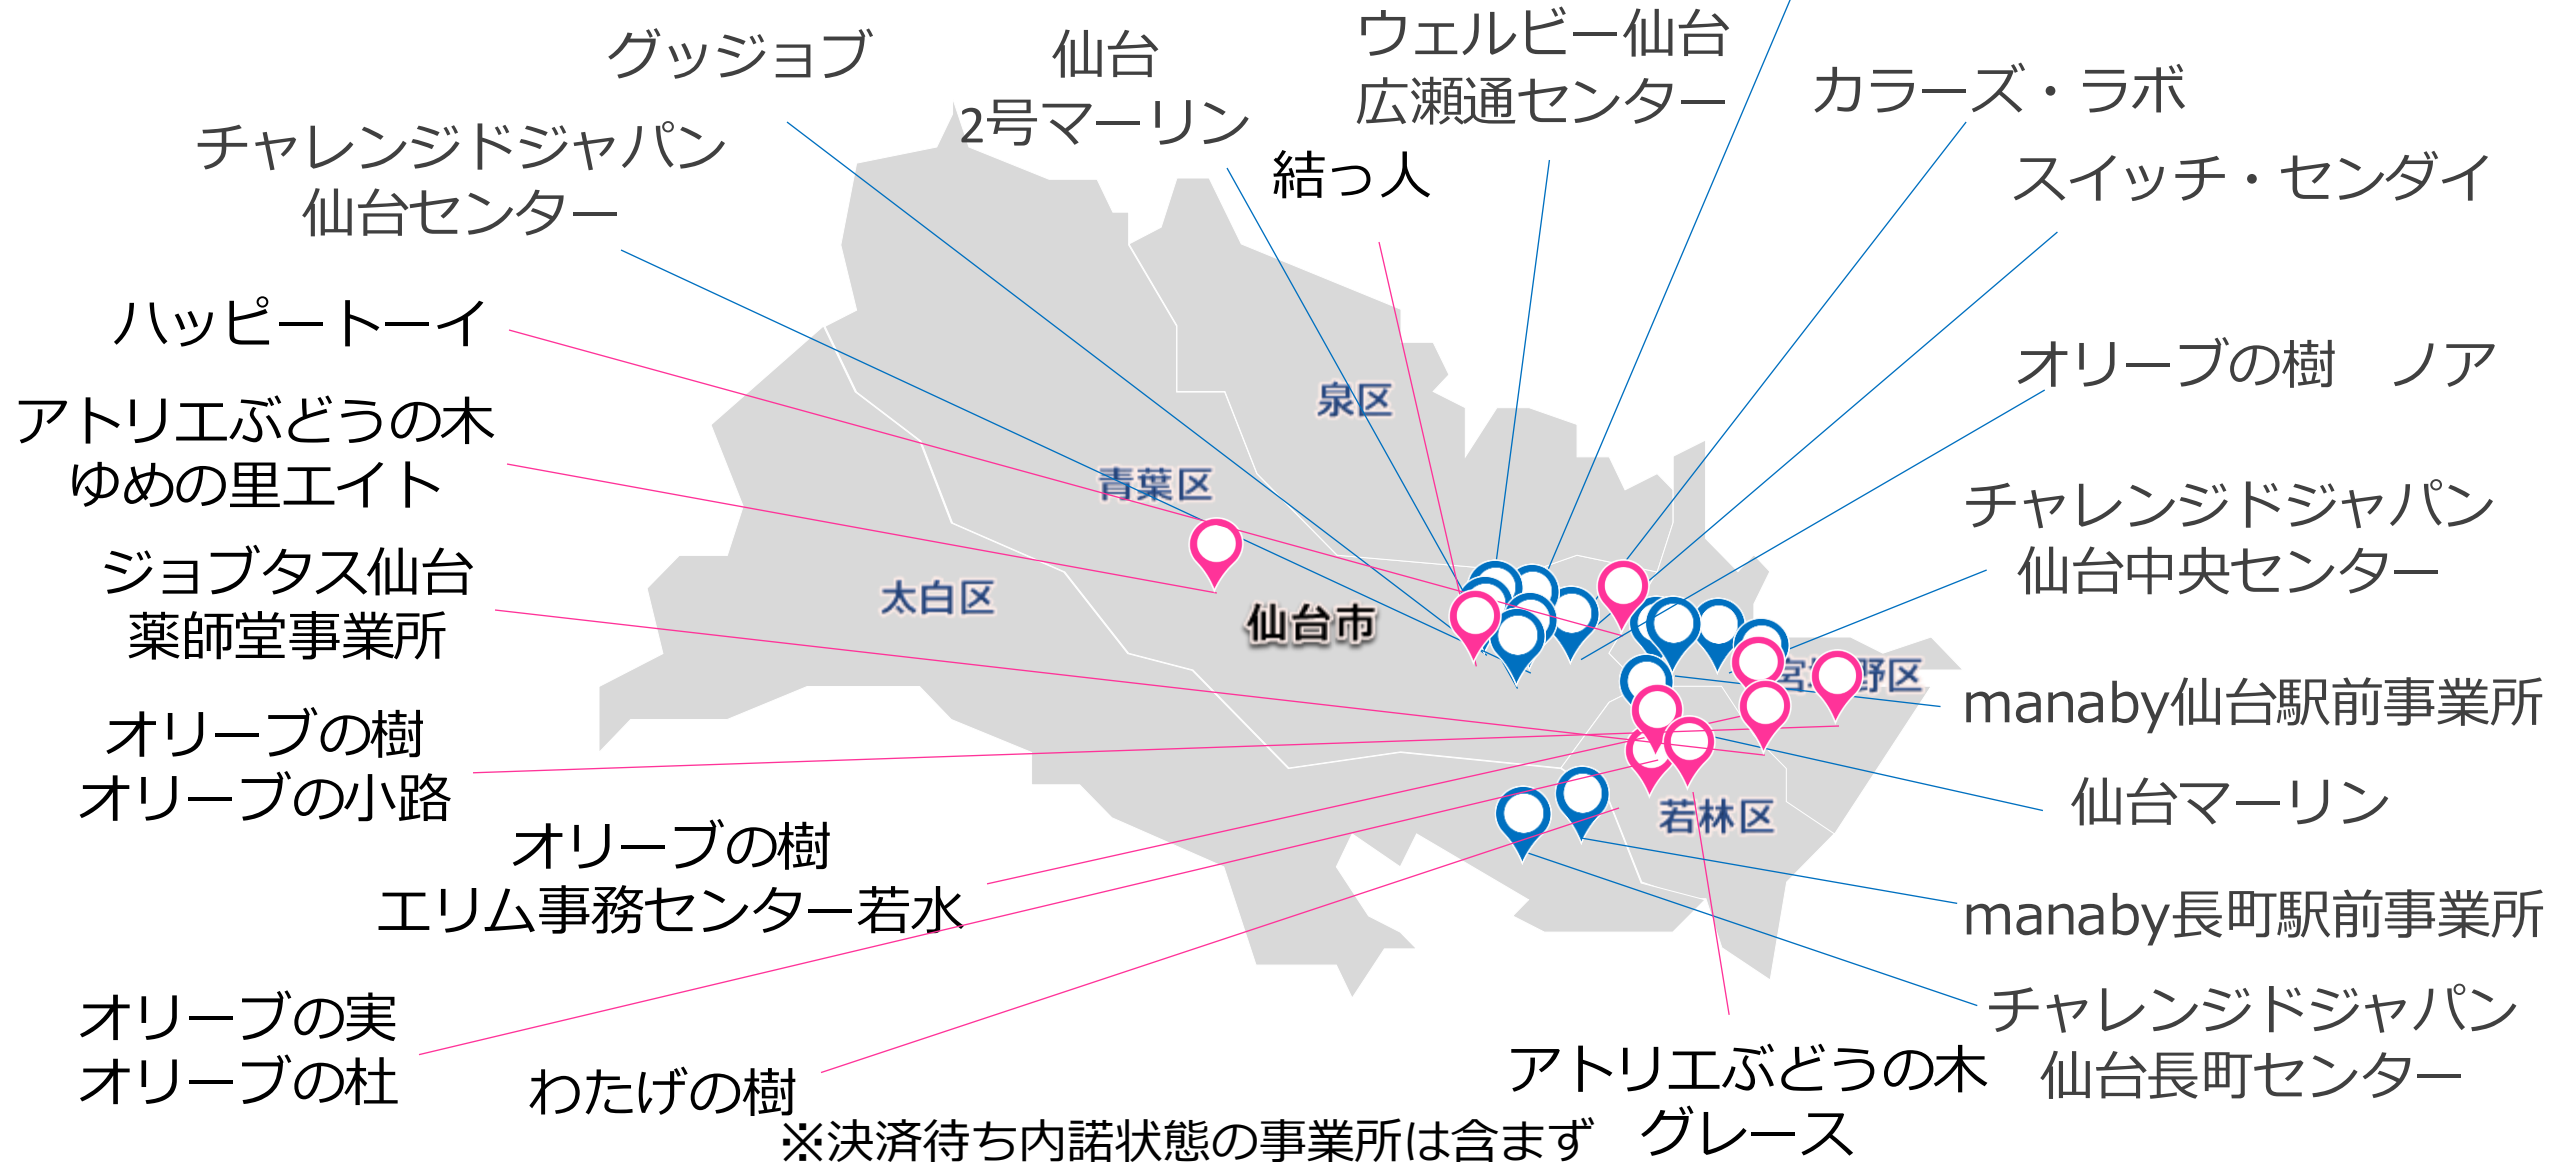 グッジョブ
仙台
2号マーリン
ウェルビー仙台
広瀬通センター
カラーズ・ラボ
チャレンジドジャパン
仙台センター
結っ人
スイッチ・センダイ
ハッピートーイ
オリーブの樹　ノア
アトリエぶどうの木
ゆめの里エイト
泉区
青葉区
チャレンジドジャパン
仙台中央センター
ジョブタス仙台
薬師堂事業所
太白区
仙台市
宮城野区
manaby仙台駅前事業所
オリーブの樹
オリーブの小路
仙台マーリン
若林区
オリーブの樹
エリム事務センター若水
manaby長町駅前事業所
オリーブの実
オリーブの杜
わたげの樹
チャレンジドジャパン
仙台長町センター
アトリエぶどうの木
グレース
※決済待ち内諾状態の事業所は含まず